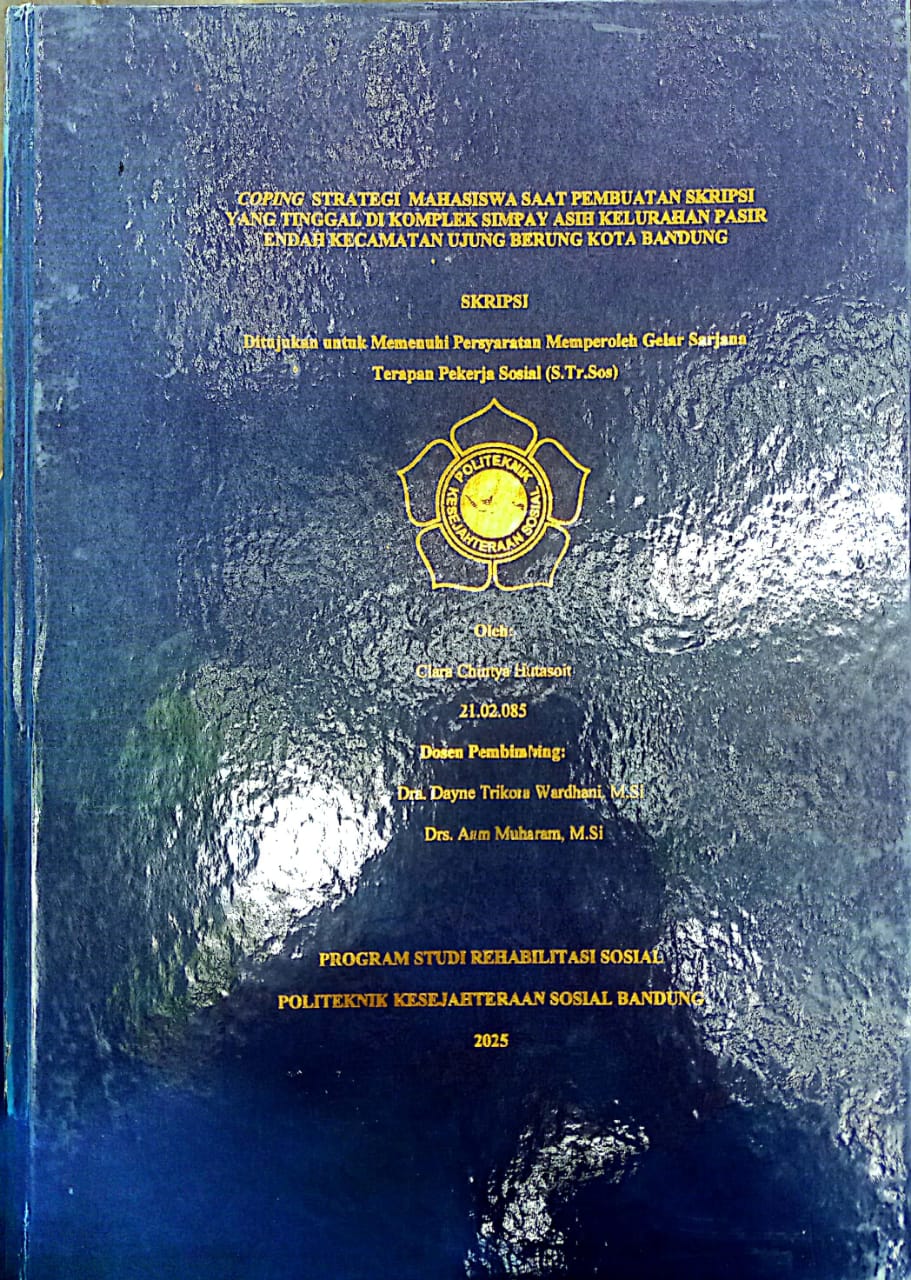 COPING STRATEGI MAHASISWA SAAT PEMBUATAN SKRIPSI
YANG TINGGAL DI KOMPLEK SIMPAY ASIH KELURAHAN PASIR
ENDAH KECAMATAN UJUNG BERUNG KOTA BANDUNG
SKRIPSI
Ditujukan untuk Memenuhi Persyaratan Memperoleh Gelar Sarjana
Terapan Pekerja Sosial (S.Tr.Sos)
POLITEKNIK
KESEJAHTERAAN SOSIAL
Oleh:
Clara Chintya Hutasoit
21.02.085
Dosen Pembimbing:
Dra. Dayne Trikora Wardhani, M.Si
Drs. Aam Muharam, M.Si
PROGRAM STUDI REHABILITASI SOSIAL
POLITEKNIK KESEJAHTERAAN SOSIAL BANDUNG
2025